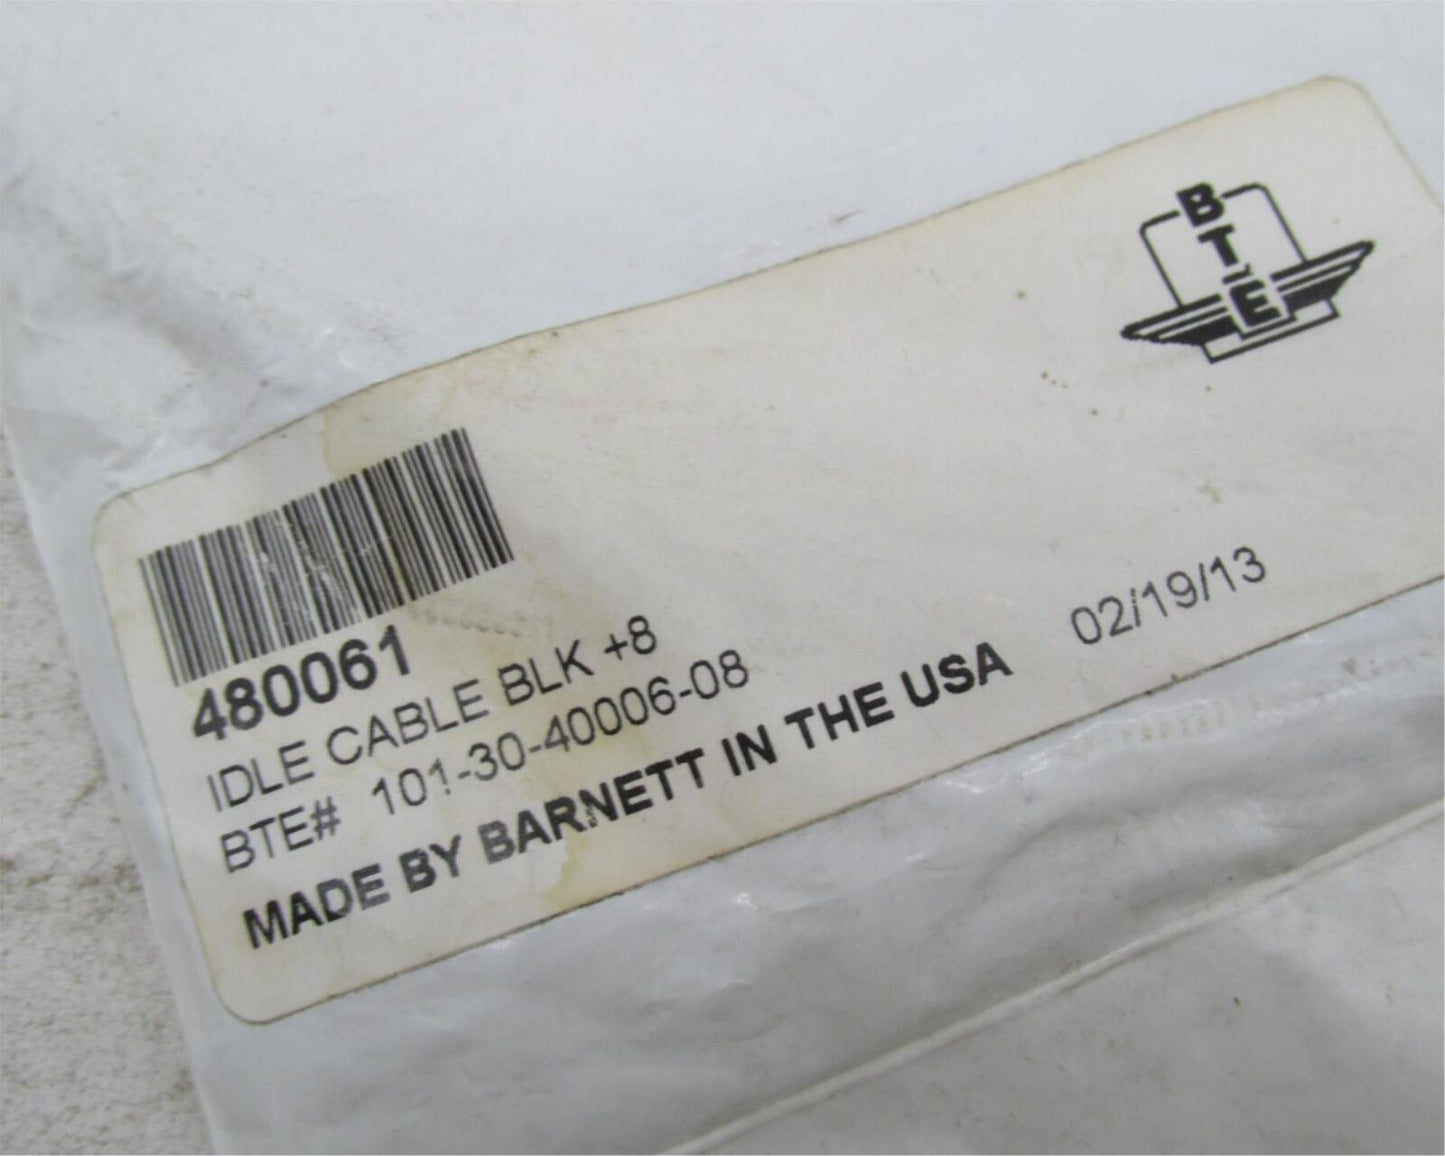 BTE
480061
IDLE CABLE BLK +8
BTE# 101-30-40006-08
MADE BY BARNETT IN THE USA
02/19/13